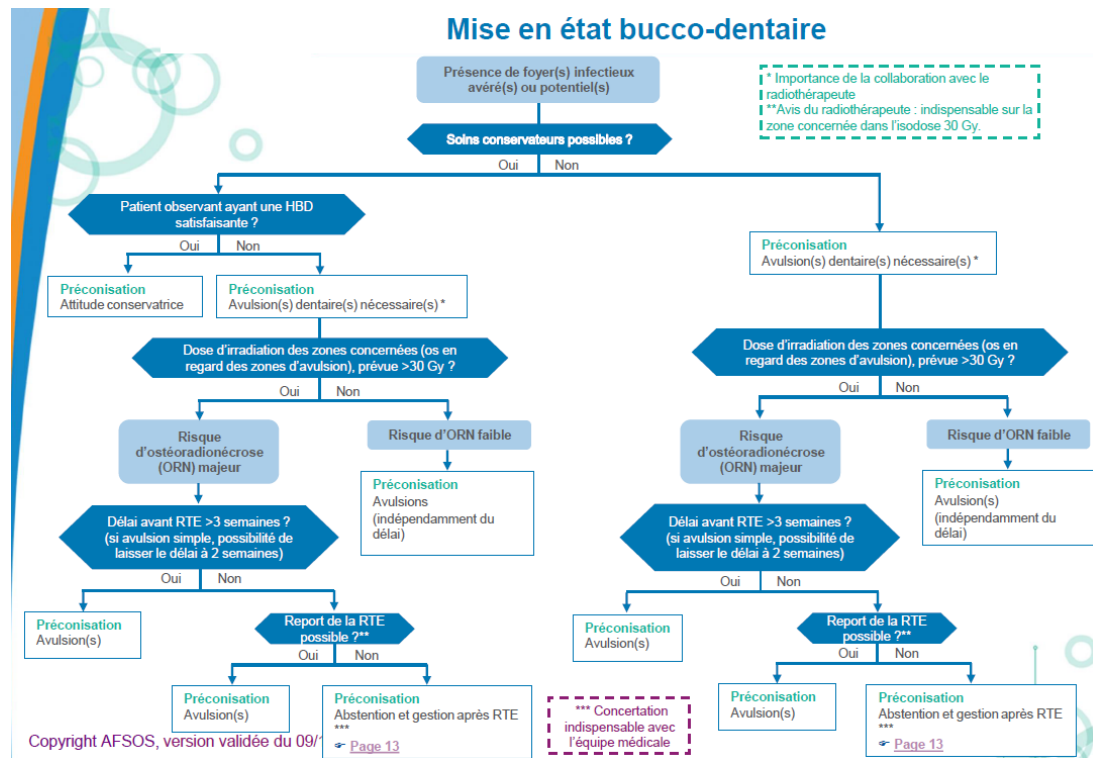 Mise en état bucco-dentaire
Présence de foyer(s) infectieux
avéré(s) ou potentiel(s)
* Importance de la collaboration avec le
radiothérapeute
**Avis du radiothérapeute : indispensable sur la
zone concernée dans l'isodose 30 Gy.
Soins conservateurs possibles ?
Oui
Non
Patient observant ayant une HBD
satisfaisante ?
Oui
Non
Préconisation
Attitude conservatrice
Préconisation
Avulsion(s) dentaire(s) nécessaire(s) *
Préconisation
Avulsion(s) dentaire(s) nécessaire(s) *
Dose d'irradiation des zones concernées (os en
regard des zones d'avulsion), prévue >30 Gy ?
Oui
Non
Risque
d'ostéoradionécrose
(ORN) majeur
Risque d'ORN faible
Préconisation
Avulsions
(indépendamment du
délai)
Délai avant RTE >3 semaines ?
(si avulsion simple, possibilité de
laisser le délai à 2 semaines)
Oui
Non
Préconisation
Avulsion(s)
Report de la RTE
possible ?**
Oui
Non
Préconisation
Avulsion(s)
Préconisation
Abstention et gestion après RTE
***
☞ Page 13
Dose d'irradiation des zones concernées (os en
regard des zones d'avulsion), prévue >30 Gy ?
Oui
Non
Risque
d'ostéoradionécrose
(ORN) majeur
Risque d'ORN faible
Préconisation
Avulsion(s)
(indépendamment du
délai)
Délai avant RTE >3 semaines ?
(si avulsion simple, possibilité de
laisser le délai à 2 semaines)
Oui
Non
Préconisation
Avulsion(s)
Report de la RTE
possible ?**
Oui
Non
Préconisation
Avulsion(s)
Préconisation
Abstention et gestion après RTE
***
☞ Page 13
*** Concertation
indispensable avec
l'équipe médicale
Copyright AFSOS, version validée du 09/